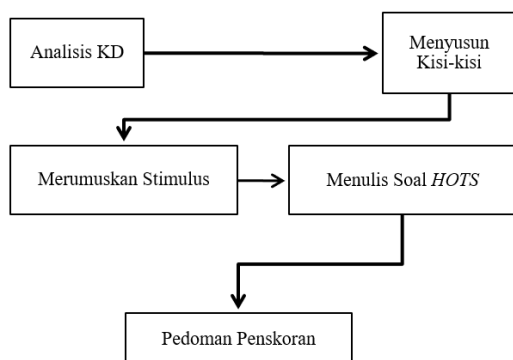 Analisis KD
Menyusun
Kisi-kisi
Merumuskan Stimulus
Menulis Soal HOTS
Pedoman Penskoran